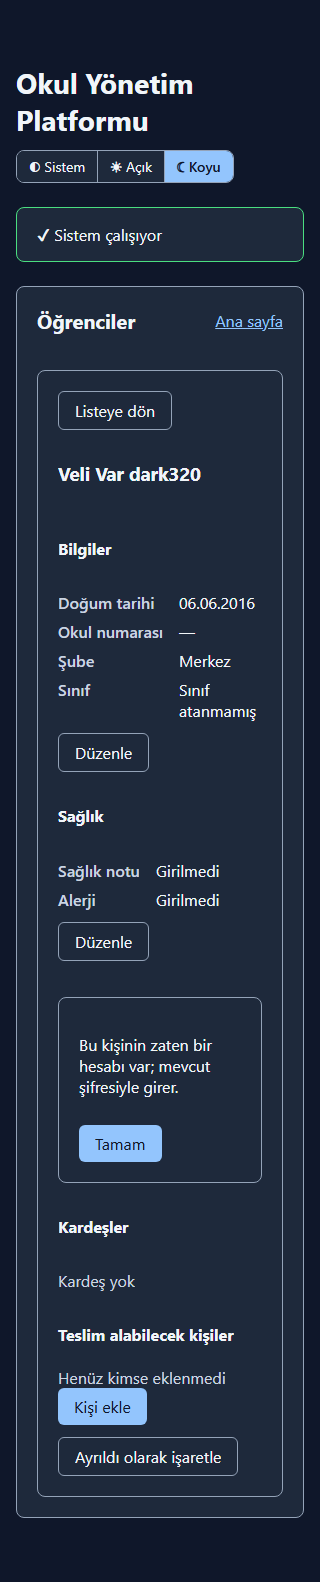 Okul Yönetim
Platformu
◐ Sistem ☀ Açık ☾ Koyu
✓ Sistem çalışıyor
Öğrenciler Ana sayfa
Listeye dön
Veli Var dark320
Bilgiler
Doğum tarihi 06.06.2016
Okul numarası —
Şube Merkez
Sınıf Sınıf
atanmamış
Düzenle
Sağlık
Sağlık notu Girilmedi
Alerji Girilmedi
Düzenle
Bu kişinin zaten bir
hesabı var; mevcut
şifresiyle girer.
Tamam
Kardeşler
Kardeş yok
Teslim alabilecek kişiler
Henüz kimse eklenmedi
Kişi ekle
Ayrıldı olarak işaretle